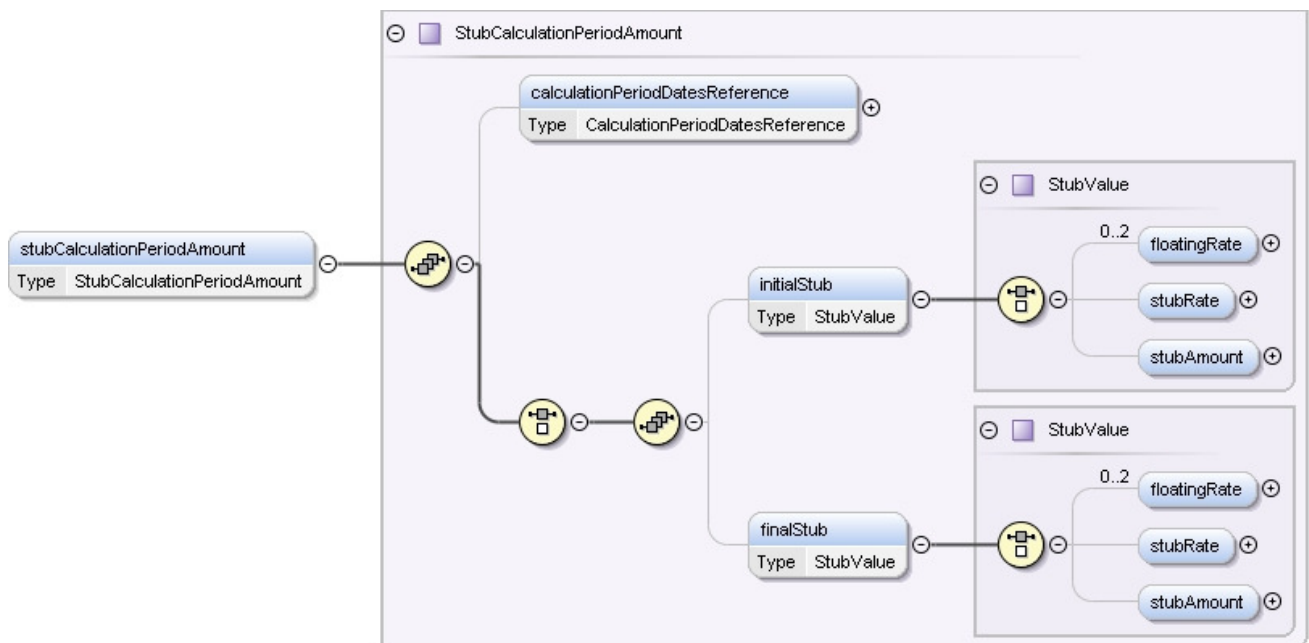 StubCalculationPeriodAmount
calculationPeriodDatesReference
Type CalculationPeriodDatesReference
StubValue
0..2
floatingRate
stubCalculationPeriodAmount
Type StubCalculationPeriodAmount
initialStub
Type StubValue
stubRate
stubAmount
StubValue
0..2
floatingRate
finalStub
Type StubValue
stubRate
stubAmount